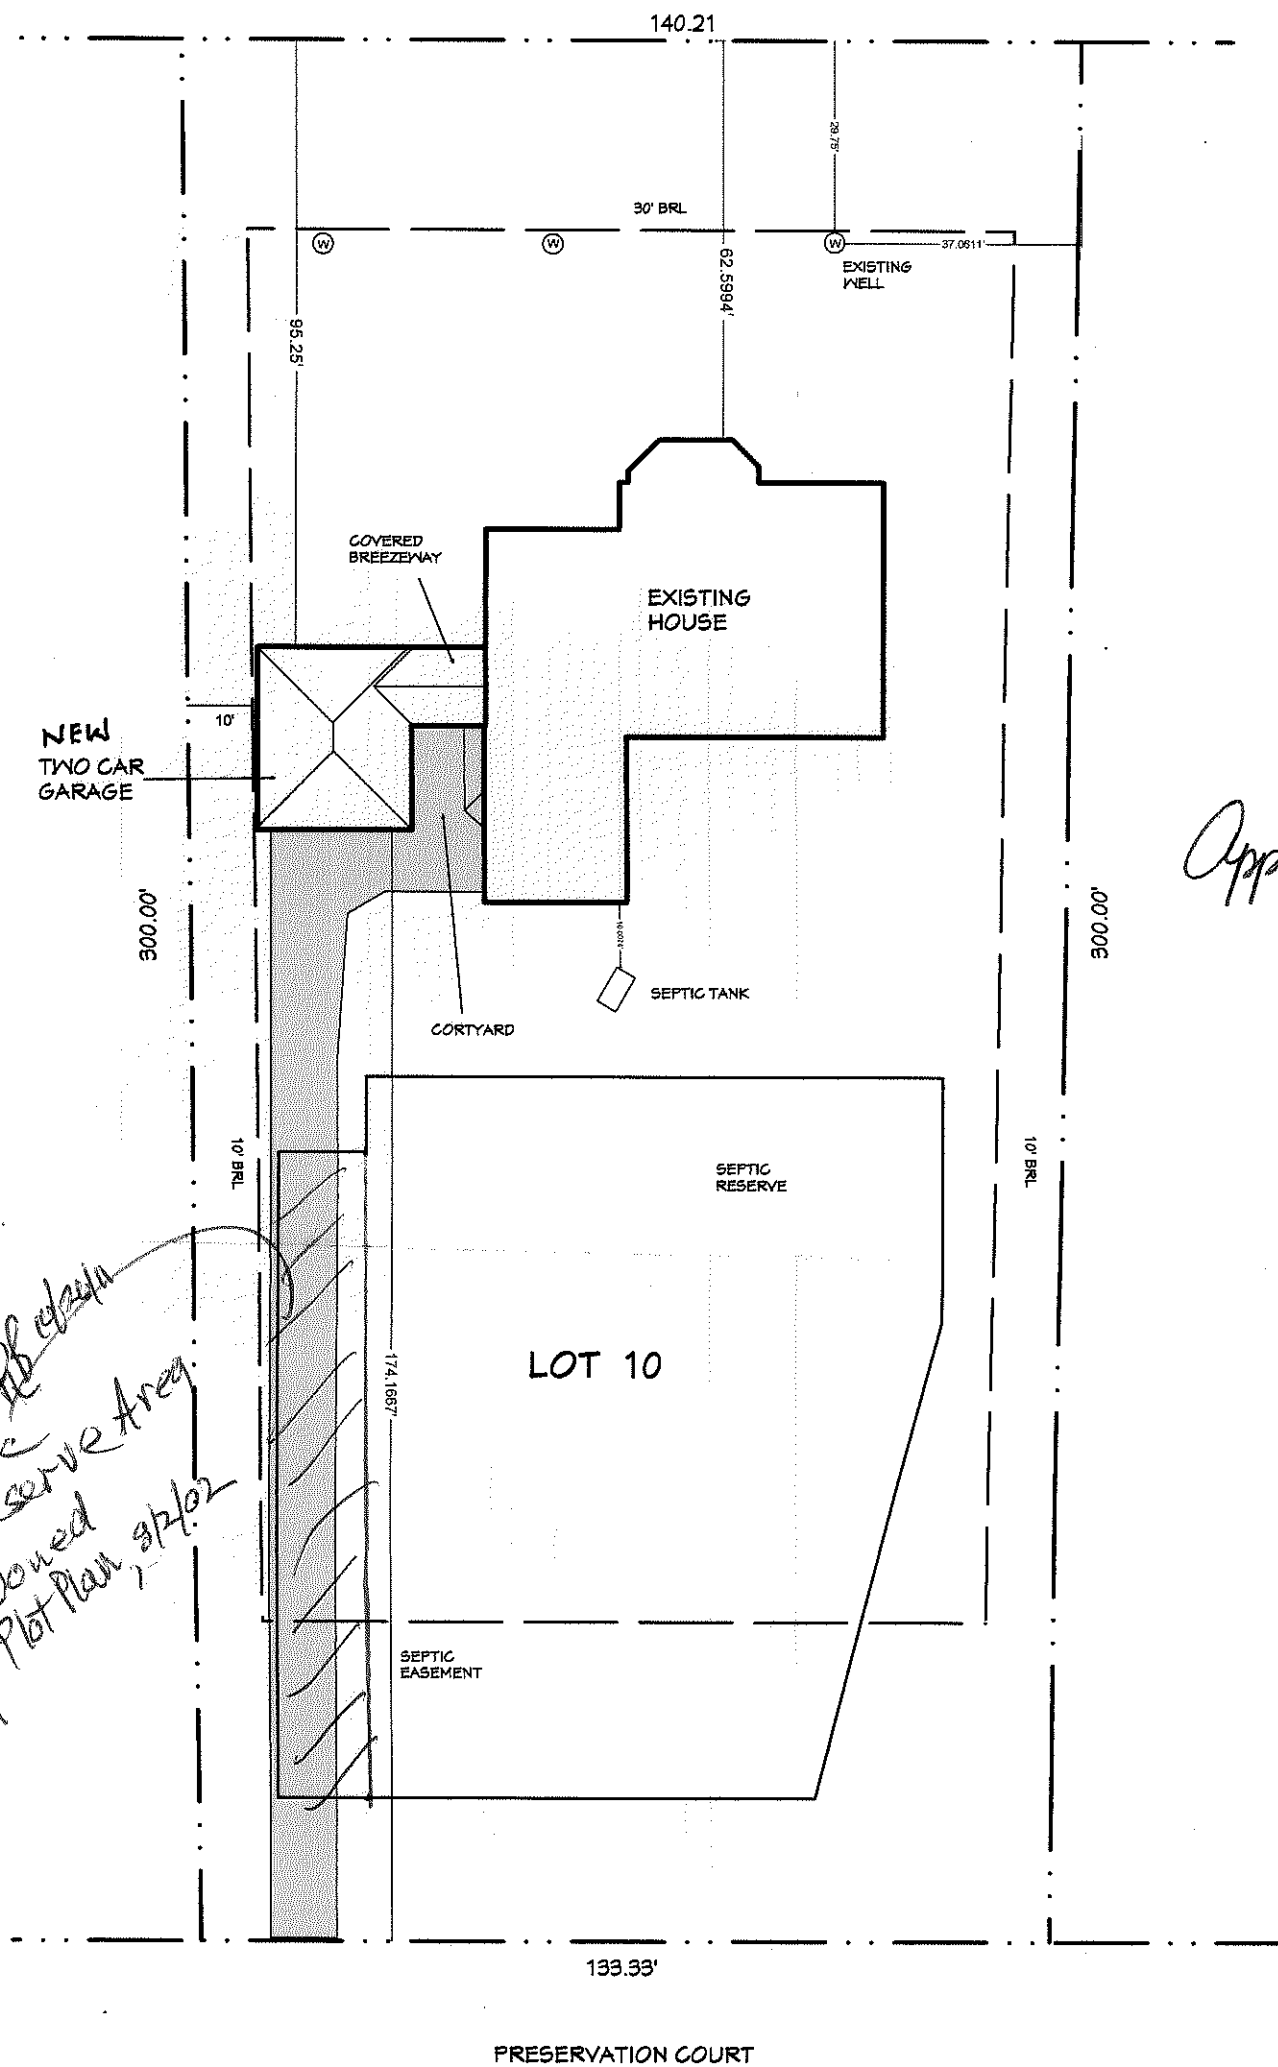 140.21
29.75'
30' BRL
W
W
W
37.0611'
EXISTING
WELL
62.5994'
95.25'
COVERED
BREEZEWAY
EXISTING
HOUSE
10'
NEW
TWO CAR
GARAGE
App
300.00'
300.00'
SEPTIC TANK
CORTYARD
10' BRL
10' BRL
SEPTIC
RESERVE
serve Area
oned
Plot Plan, 8/2/02
174.1667'
LOT 10
SEPTIC
EASEMENT
133.33'
PRESERVATION COURT